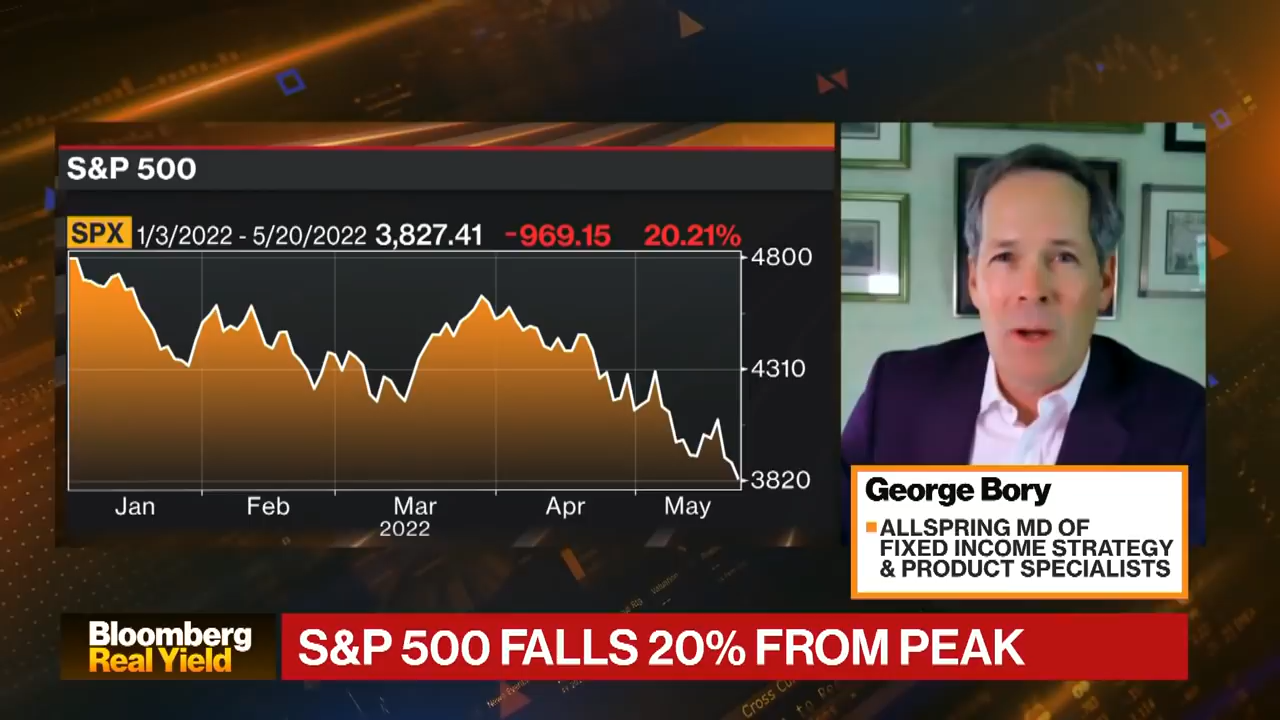 S&P 500
SPX 1/3/2022 - 5/20/2022 3,827.41 -969.15 20.21%
4800
4310
3820
Jan Feb Mar Apr May
2022
George Bory
ALLSPRING MD OF
FIXED INCOME STRATEGY
& PRODUCT SPECIALISTS
Bloomberg
Real Yield
S&P 500 FALLS 20% FROM PEAK